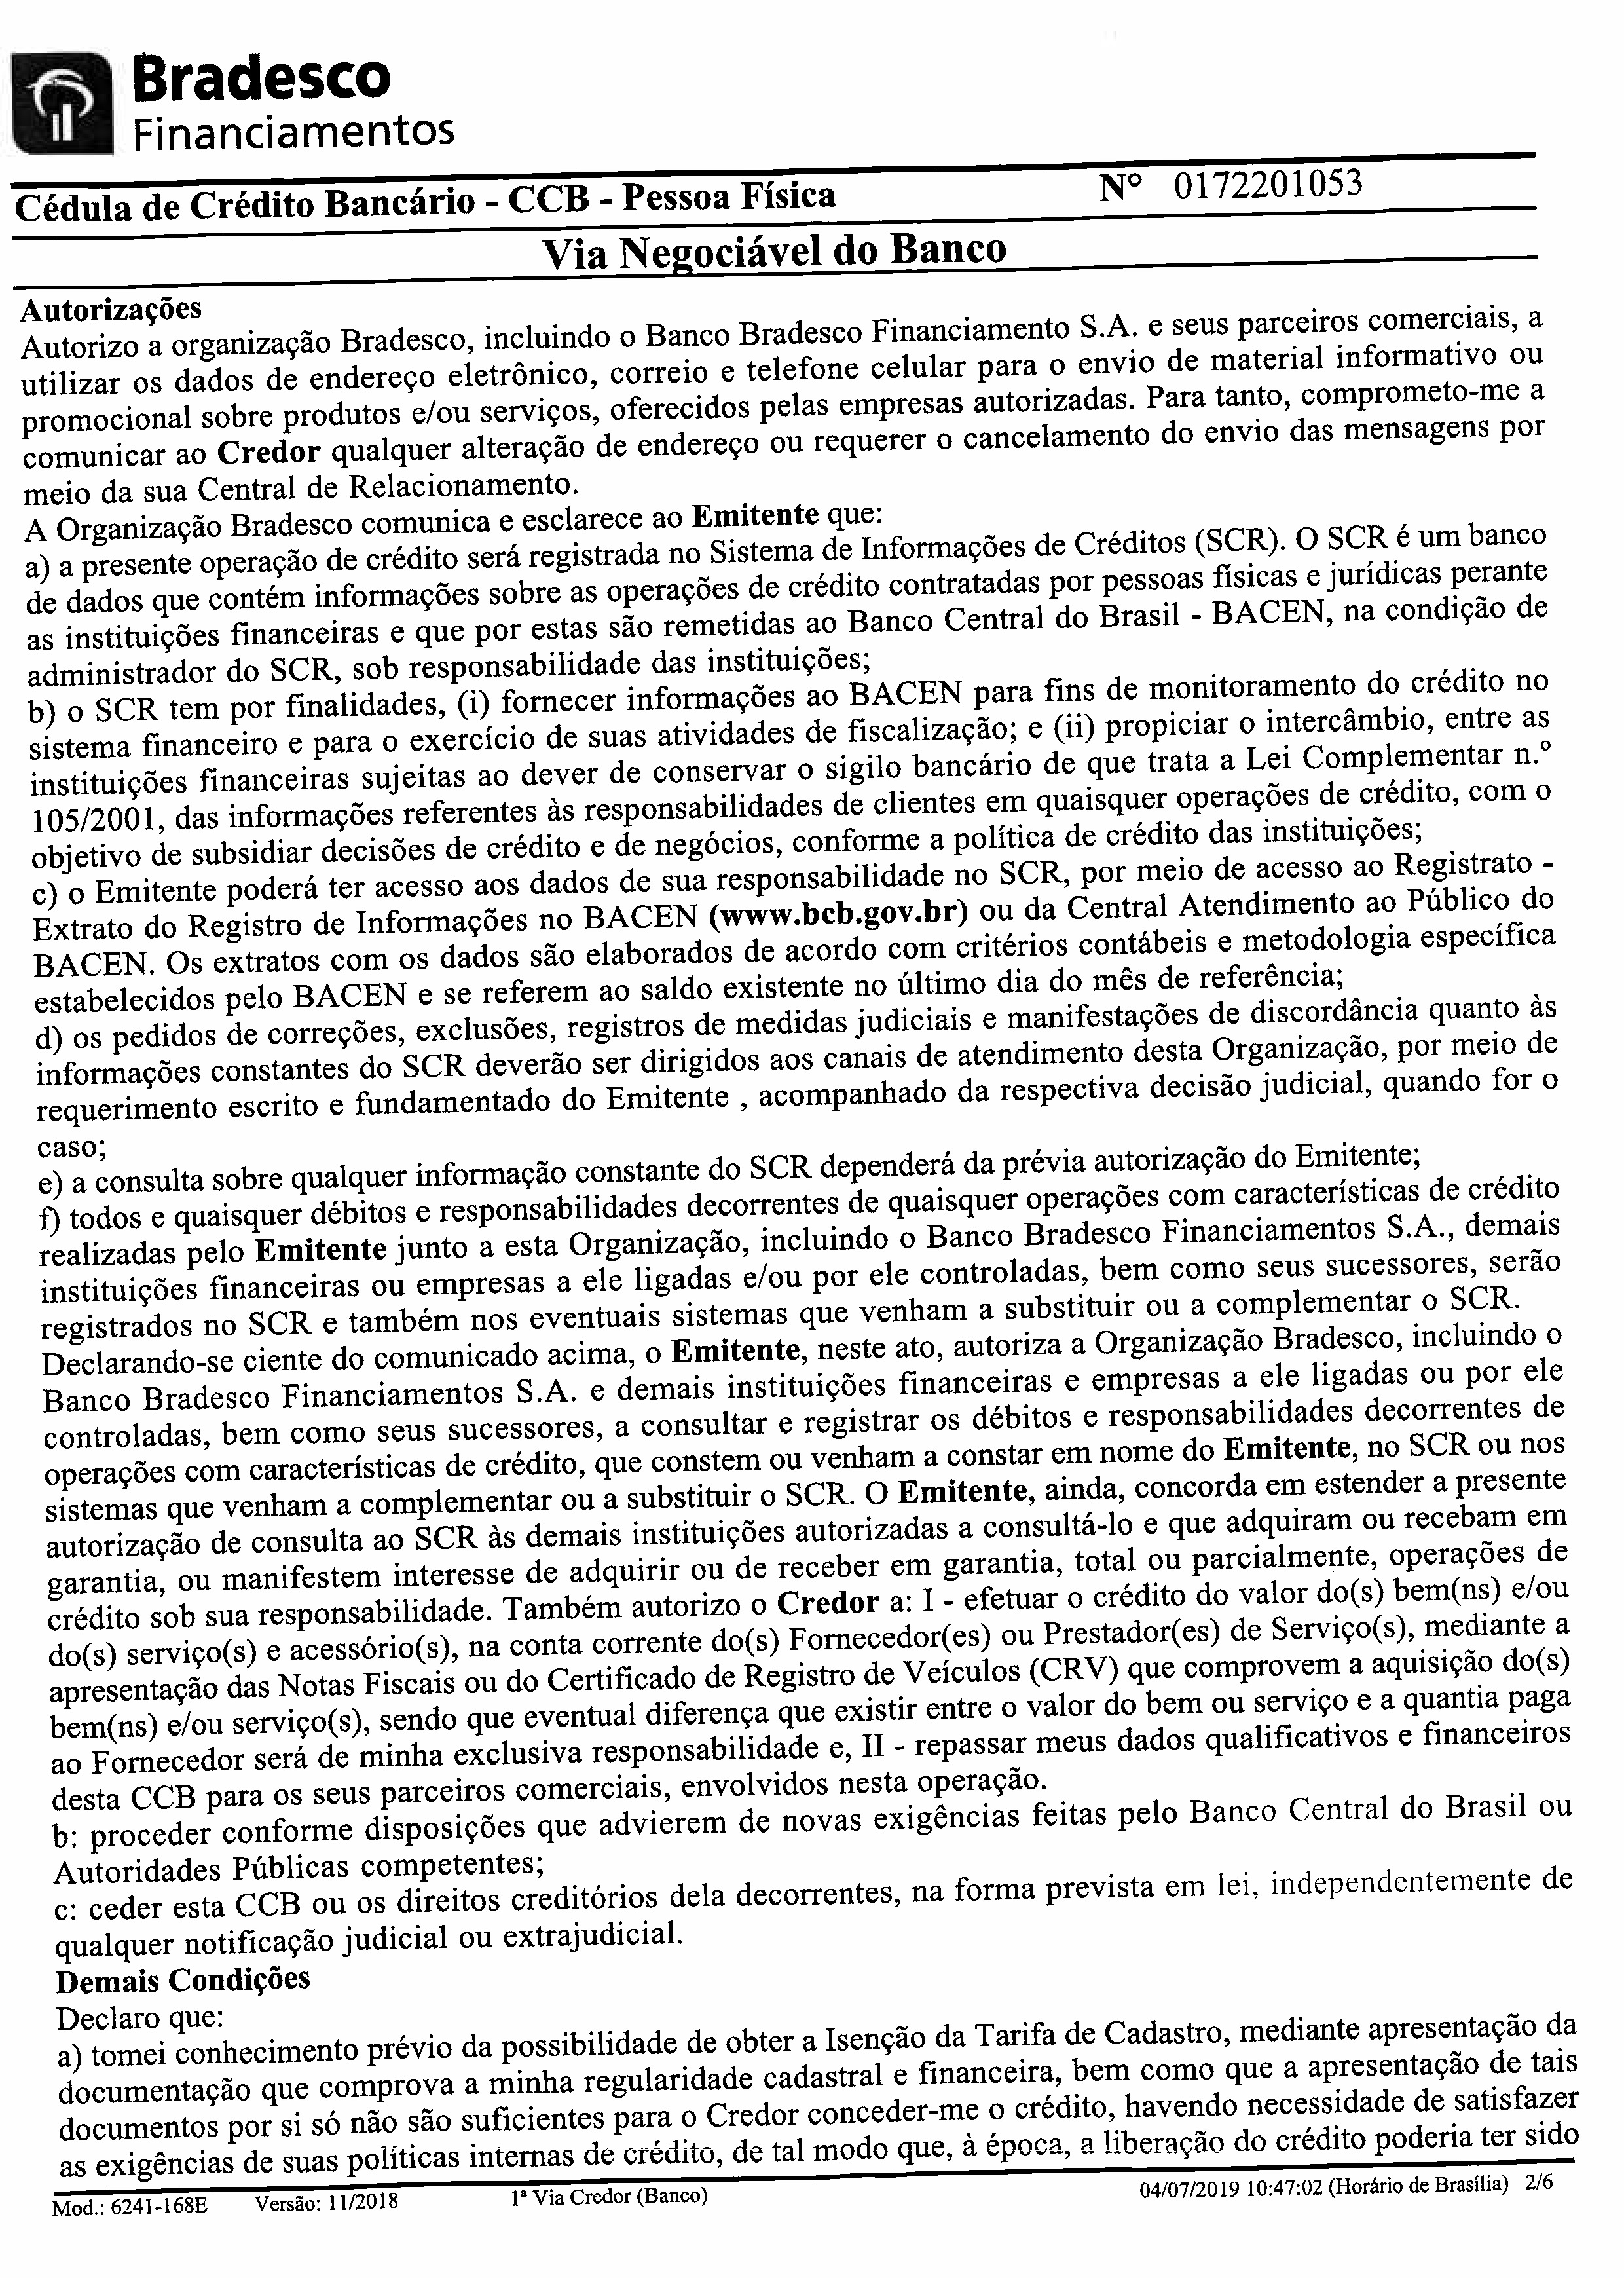 Bradesco
Financiamentos
Cédula de Crédito Bancário - CCB - Pessoa Física Nº 0172201053
Via Negociável do Banco
Autorizações
Autorizo a organização Bradesco, incluindo o Banco Bradesco Financiamento S.A. e seus parceiros comerciais, a
utilizar os dados de endereço eletrônico, correio e telefone celular para o envio de material informativo ou
promocional sobre produtos e/ou serviços, oferecidos pelas empresas autorizadas. Para tanto, comprometo-me a
comunicar ao Credor qualquer alteração de endereço ou requerer o cancelamento do envio das mensagens por
meio da sua Central de Relacionamento.
A Organização Bradesco comunica e esclarece ao Emitente que:
a) a presente operação de crédito será registrada no Sistema de Informações de Créditos (SCR). O SCR é um banco
de dados que contém informações sobre as operações de crédito contratadas por pessoas físicas e jurídicas perante
as instituições financeiras e que por estas são remetidas ao Banco Central do Brasil - BACEN, na condição de
administrador do SCR, sob responsabilidade das instituições;
b) o SCR tem por finalidades, (i) fornecer informações ao BACEN para fins de monitoramento do crédito no
sistema financeiro e para o exercício de suas atividades de fiscalização; e (ii) propiciar o intercâmbio, entre as
instituições financeiras sujeitas ao dever de conservar o sigilo bancário de que trata a Lei Complementar n.º
105/2001, das informações referentes às responsabilidades de clientes em quaisquer operações de crédito, com o
objetivo de subsidiar decisões de crédito e de negócios, conforme a política de crédito das instituições;
c) o Emitente poderá ter acesso aos dados de sua responsabilidade no SCR, por meio de acesso ao Registrato -
Extrato do Registro de Informações no BACEN (www.bcb.gov.br) ou da Central Atendimento ao Público do
BACEN. Os extratos com os dados são elaborados de acordo com critérios contábeis e metodologia específica
estabelecidos pelo BACEN e se referem ao saldo existente no último dia do mês de referência;
d) os pedidos de correções, exclusões, registros de medidas judiciais e manifestações de discordância quanto às
informações constantes do SCR deverão ser dirigidos aos canais de atendimento desta Organização, por meio de
requerimento escrito e fundamentado do Emitente , acompanhado da respectiva decisão judicial, quando for o
caso;
e) a consulta sobre qualquer informação constante do SCR dependerá da prévia autorização do Emitente;
f) todos e quaisquer débitos e responsabilidades decorrentes de quaisquer operações com características de crédito
realizadas pelo Emitente junto a esta Organização, incluindo o Banco Bradesco Financiamentos S.A., demais
instituições financeiras ou empresas a ele ligadas e/ou por ele controladas, bem como seus sucessores, serão
registrados no SCR e também nos eventuais sistemas que venham a substituir ou a complementar o SCR.
Declarando-se ciente do comunicado acima, o Emitente, neste ato, autoriza a Organização Bradesco, incluindo o
Banco Bradesco Financiamentos S.A. e demais instituições financeiras e empresas a ele ligadas ou por ele
controladas, bem como seus sucessores, a consultar e registrar os débitos e responsabilidades decorrentes de
operações com características de crédito, que constem ou venham a constar em nome do Emitente, no SCR ou nos
sistemas que venham a complementar ou a substituir o SCR. O Emitente, ainda, concorda em estender a presente
autorização de consulta ao SCR às demais instituições autorizadas a consultá-lo e que adquiram ou recebam em
garantia, ou manifestem interesse de adquirir ou de receber em garantia, total ou parcialmente, operações de
crédito sob sua responsabilidade. Também autorizo o Credor a: I - efetuar o crédito do valor do(s) bem(ns) e/ou
do(s) serviço(s) e acessório(s), na conta corrente do(s) Fornecedor(es) ou Prestador(es) de Serviço(s), mediante a
apresentação das Notas Fiscais ou do Certificado de Registro de Veículos (CRV) que comprovem a aquisição do(s)
bem(ns) e/ou serviço(s), sendo que eventual diferença que existir entre o valor do bem ou serviço e a quantia paga
ao Fornecedor será de minha exclusiva responsabilidade e, II - repassar meus dados qualificativos e financeiros
desta CCB para os seus parceiros comerciais, envolvidos nesta operação.
b: proceder conforme disposições que advierem de novas exigências feitas pelo Banco Central do Brasil ou
Autoridades Públicas competentes;
c: ceder esta CCB ou os direitos creditórios dela decorrentes, na forma prevista em lei, independentemente de
qualquer notificação judicial ou extrajudicial.
Demais Condições
Declaro que:
a) tomei conhecimento prévio da possibilidade de obter a Isenção da Tarifa de Cadastro, mediante apresentação da
documentação que comprova a minha regularidade cadastral e financeira, bem como que a apresentação de tais
documentos por si só não são suficientes para o Credor conceder-me o crédito, havendo necessidade de satisfazer
as exigências de suas políticas internas de crédito, de tal modo que, à época, a liberação do crédito poderia ter sido
Mod.: 6241-168E Versão: 11/2018 1ª Via Credor (Banco) 04/07/2019 10:47:02 (Horário de Brasília) 2/6